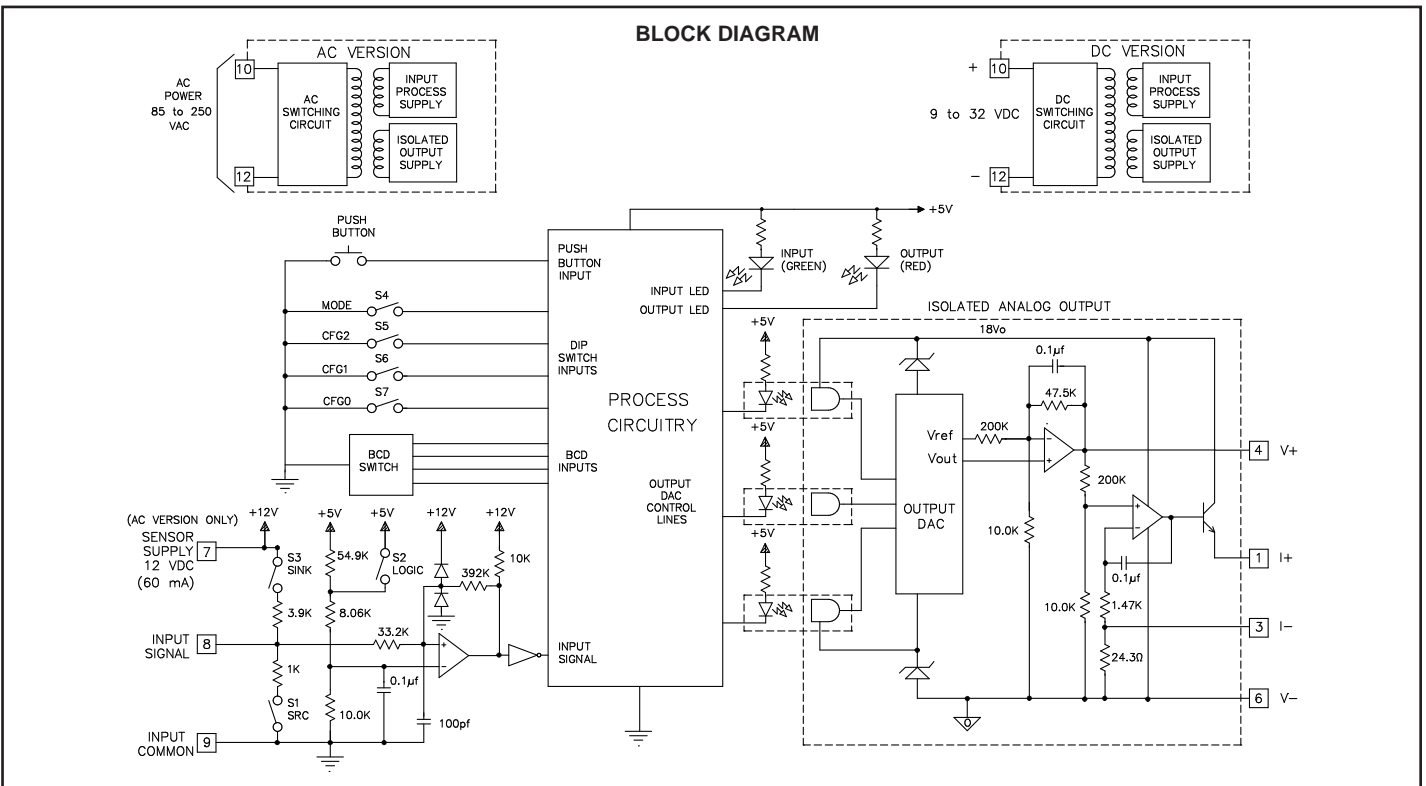 BLOCK DIAGRAM
AC VERSION
10
12
AC
POWER
85 to 250
VAC
AC
SWITCHING
CIRCUIT
INPUT
PROCESS
SUPPLY
ISOLATED
OUTPUT
SUPPLY
DC VERSION
+ 10
9 to 32 VDC
- 12
DC
SWITCHING
CIRCUIT
INPUT
PROCESS
SUPPLY
ISOLATED
OUTPUT
SUPPLY
PUSH
BUTTON
MODE
S4
CFG2
S5
CFG1
S6
CFG0
S7
BCD
SWITCH
PUSH
BUTTON
INPUT
DIP
SWITCH
INPUTS
BCD
INPUTS
INPUT
SIGNAL
PROCESS
CIRCUITRY
INPUT LED
OUTPUT LED
OUTPUT
DAC
CONTROL
LINES
+5V
INPUT
(GREEN)
OUTPUT
(RED)
+5V
+5V
+5V
(AC VERSION ONLY)
SENSOR
SUPPLY
12 VDC
(60 mA)
7
INPUT
SIGNAL
8
INPUT
COMMON
9
+12V
+5V
+5V
+12V
+12V
S3
SINK
54.9K
S2
LOGIC
10K
392K
3.9K
8.06K
33.2K
+
-
1K
0.1µf
S1
SRC
10.0K
100pf
ISOLATED ANALOG OUTPUT
18Vo
0.1µf
47.5K
200K
Vref
Vout
OUTPUT
DAC
-
+
200K
10.0K
+
-
0.1µf
10.0K
1.47K
24.3Ω
0
4 V+
1 I+
3 I-
6 V-